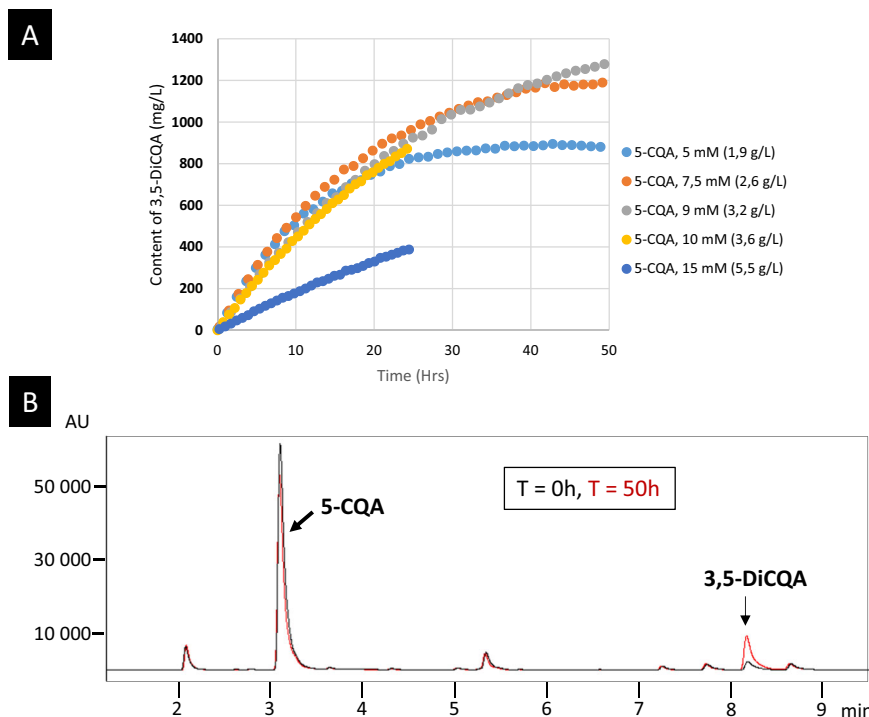 A
Content of 3,5-DiCQA (mg/L)
1400
1200
1000
800
600
400
200
0
0 10 20 30 40 50
Time (Hrs)
5-CQA, 5 mM (1,9 g/L)
5-CQA, 7,5 mM (2,6 g/L)
5-CQA, 9 mM (3,2 g/L)
5-CQA, 10 mM (3,6 g/L)
5-CQA, 15 mM (5,5 g/L)
B
AU
50 000
30 000
10 000
T = 0h, T = 50h
5-CQA
3,5-DiCQA
2 3 4 5 6 7 8 9 min